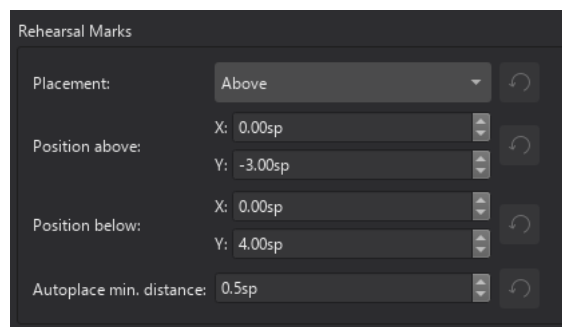 Rehearsal Marks
Placement: Above
Position above: X: 0.00sp
Y: -3.00sp
Position below: X: 0.00sp
Y: 4.00sp
Autoplace min. distance: 0.5sp